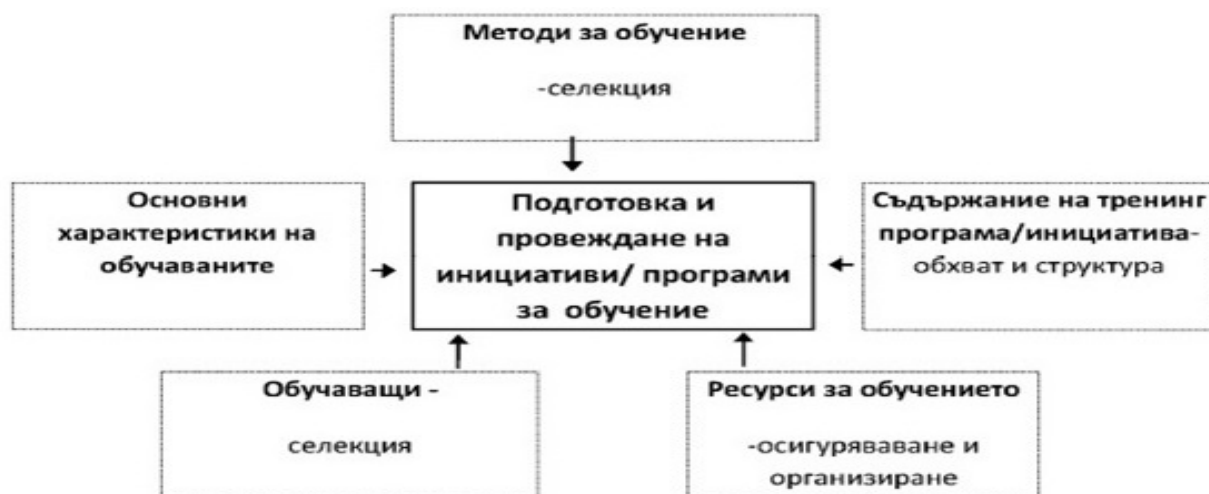 Методи за обучение
-селекция
Основни
характеристики на
обучаваните
Подготовка и
провеждане на
инициативи/ програми
за обучение
Съдържание на тренинг
програма/инициатива-
обхват и структура
Обучаващи -
селекция
Ресурси за обучението
-осигуряваване и
организиране